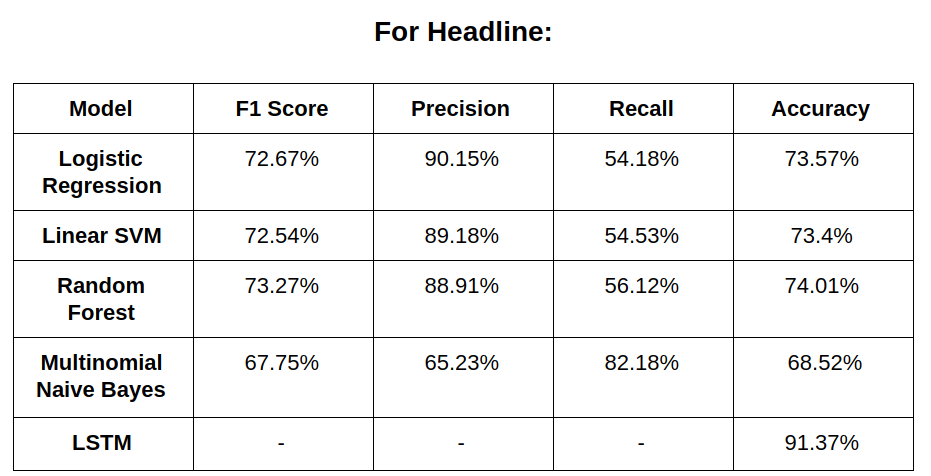 For Headline:
Model F1 Score Precision Recall Accuracy
Logistic Regression 72.67% 90.15% 54.18% 73.57%
Linear SVM 72.54% 89.18% 54.53% 73.4%
Random Forest 73.27% 88.91% 56.12% 74.01%
Multinomial Naive Bayes 67.75% 65.23% 82.18% 68.52%
LSTM - - - 91.37%